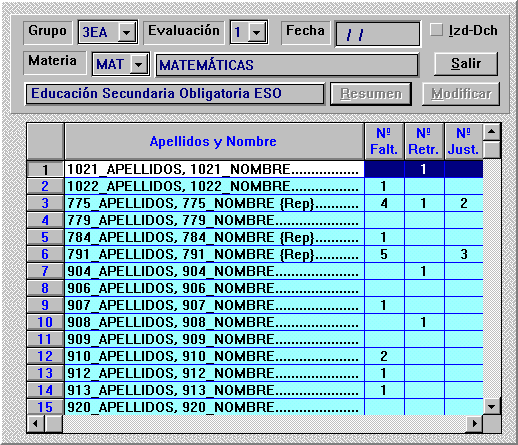 Grupo 3EA Evaluación 1 Fecha / / Izd-Dch
Materia MAT MATEMÁTICAS Salir
Educación Secundaria Obligatoria ESO Resumen Modificar
Apellidos y Nombre Nº Falt. Nº Retr. Nº Just.
1 1021_APELLIDOS, 1021_NOMBRE................. 1
2 1022_APELLIDOS, 1022_NOMBRE................. 1
3 775_APELLIDOS, 775_NOMBRE {Rep}........... 4 1 2
4 779_APELLIDOS, 779_NOMBRE.....................
5 784_APELLIDOS, 784_NOMBRE {Rep}........... 1
6 791_APELLIDOS, 791_NOMBRE {Rep}........... 5 3
7 904_APELLIDOS, 904_NOMBRE..................... 1
8 906_APELLIDOS, 906_NOMBRE.....................
9 907_APELLIDOS, 907_NOMBRE..................... 1
10 908_APELLIDOS, 908_NOMBRE..................... 1
11 909_APELLIDOS, 909_NOMBRE.....................
12 910_APELLIDOS, 910_NOMBRE..................... 2
13 912_APELLIDOS, 912_NOMBRE..................... 1
14 913_APELLIDOS, 913_NOMBRE..................... 1
15 920_APELLIDOS, 920_NOMBRE.....................